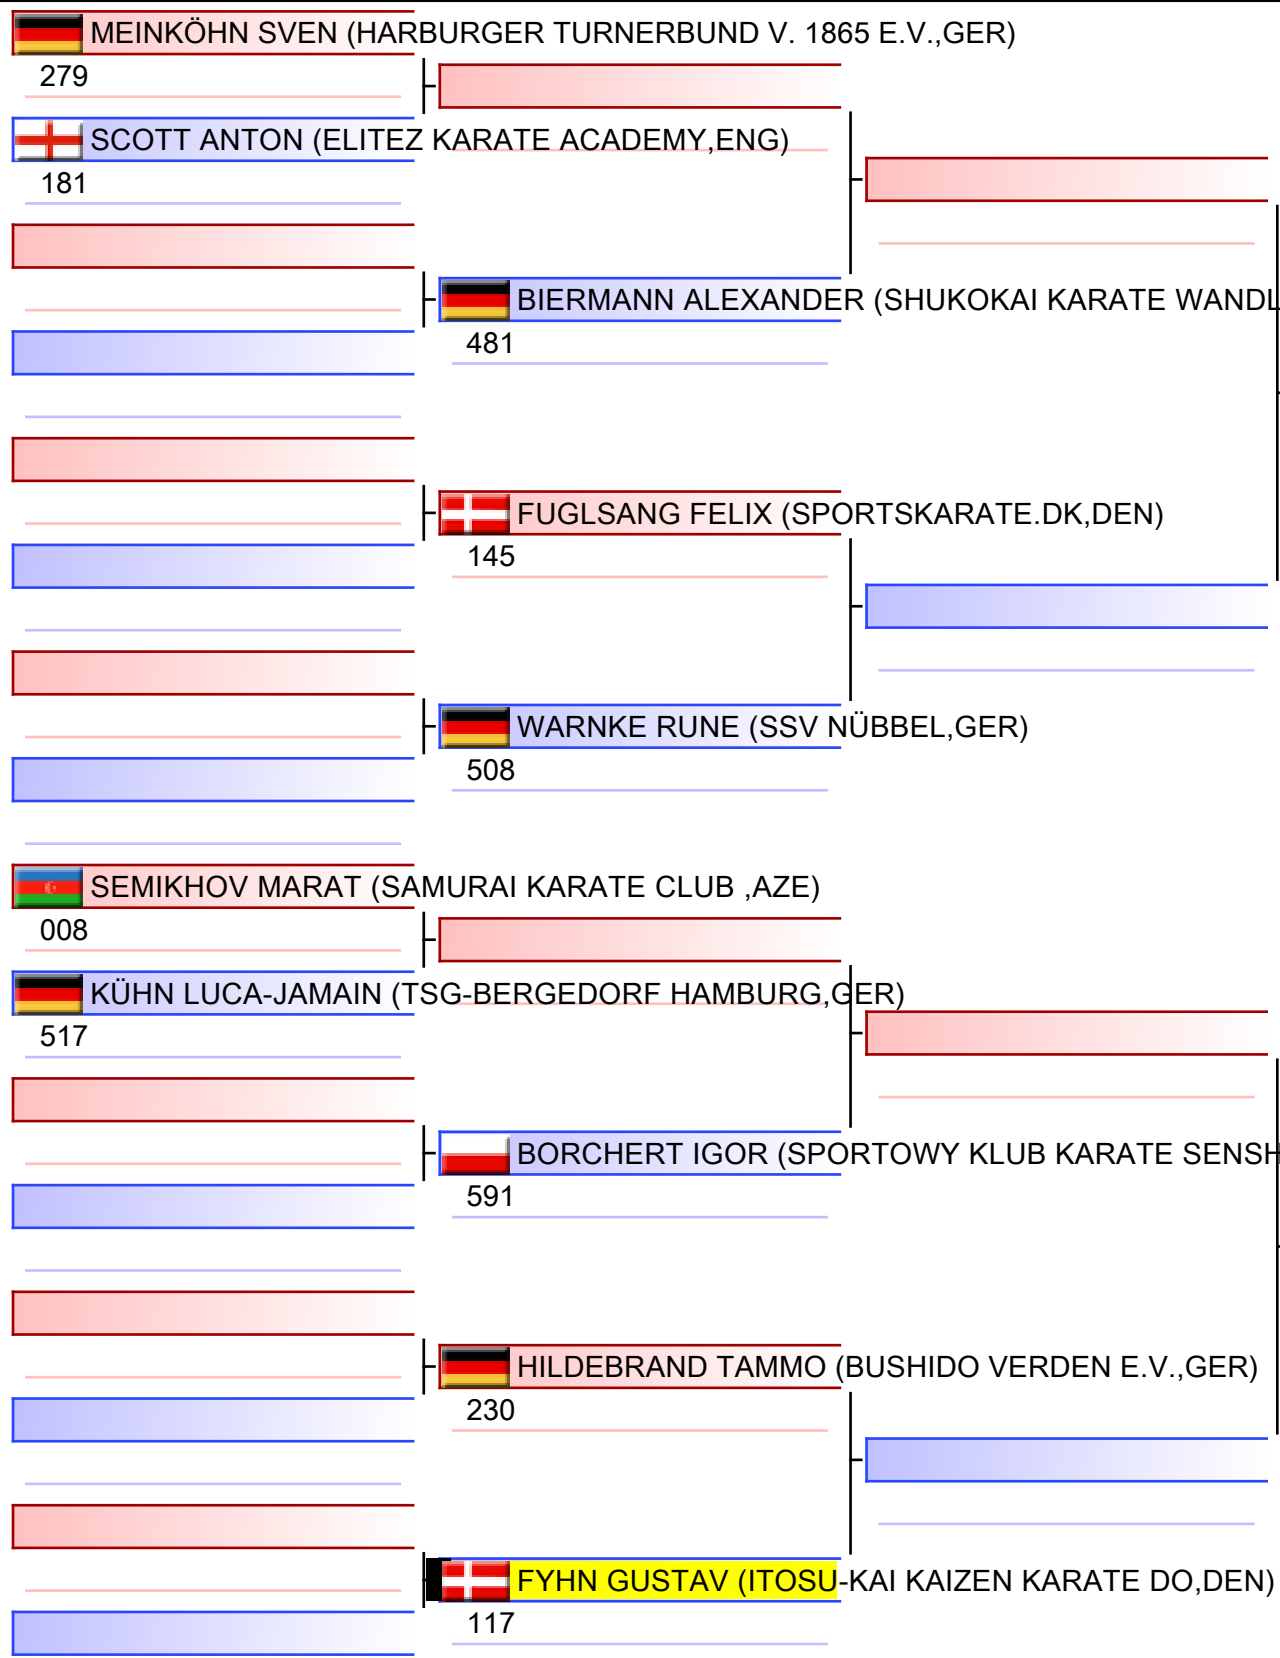 MEINKÖHN SVEN (HARBURGER TURNERBUND V. 1865 E.V.,GER)
279
SCOTT ANTON (ELITEZ KARATE ACADEMY,ENG)
181
BIERMANN ALEXANDER (SHUKOKAI KARATE WANDL
481
FUGLSANG FELIX (SPORTSKARATE.DK,DEN)
145
WARNKE RUNE (SSV NÜBBEL,GER)
508
SEMIKHOV MARAT (SAMURAI KARATE CLUB ,AZE)
008
KÜHN LUCA-JAMAIN (TSG-BERGEDORF HAMBURG,GER)
517
BORCHERT IGOR (SPORTOWY KLUB KARATE SENSH
591
HILDEBRAND TAMMO (BUSHIDO VERDEN E.V.,GER)
230
FYHN GUSTAV (ITOSU-KAI KAIZEN KARATE DO,DEN)
117